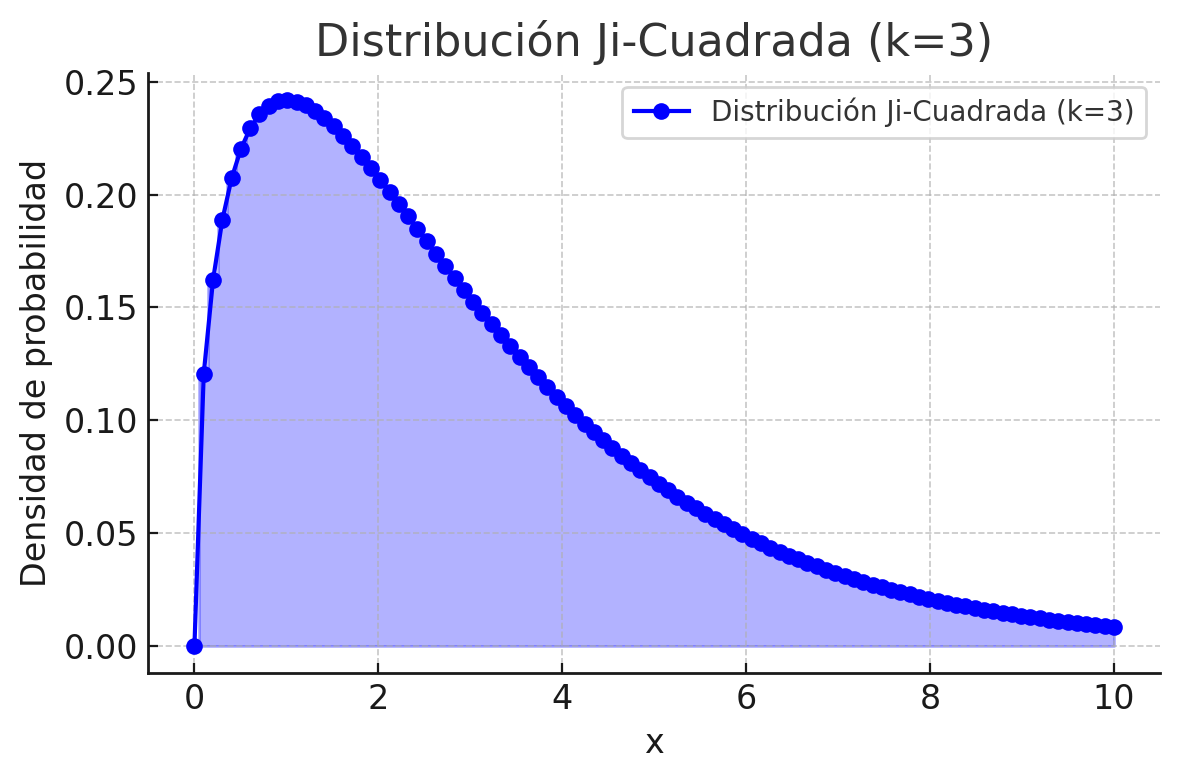 Distribución Ji-Cuadrada (k=3)
Distribución Ji-Cuadrada (k=3)
Densidad de probabilidad
0.25
0.20
0.15
0.10
0.05
0.00
0 2 4 6 8 10
x